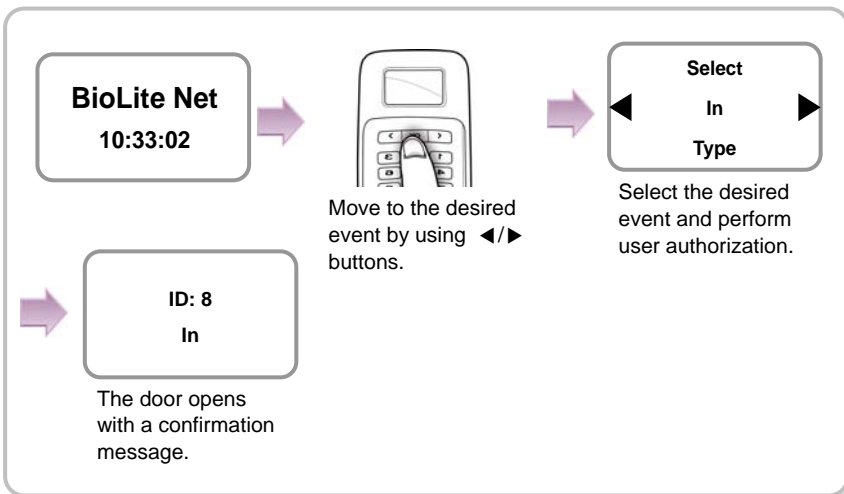 BioLite Net
10:33:02
Move to the desired
event by using ◀/▶
buttons.
Select
◀ In ▶
Type
Select the desired
event and perform
user authorization.
ID: 8
In
The door opens
with a confirmation
message.